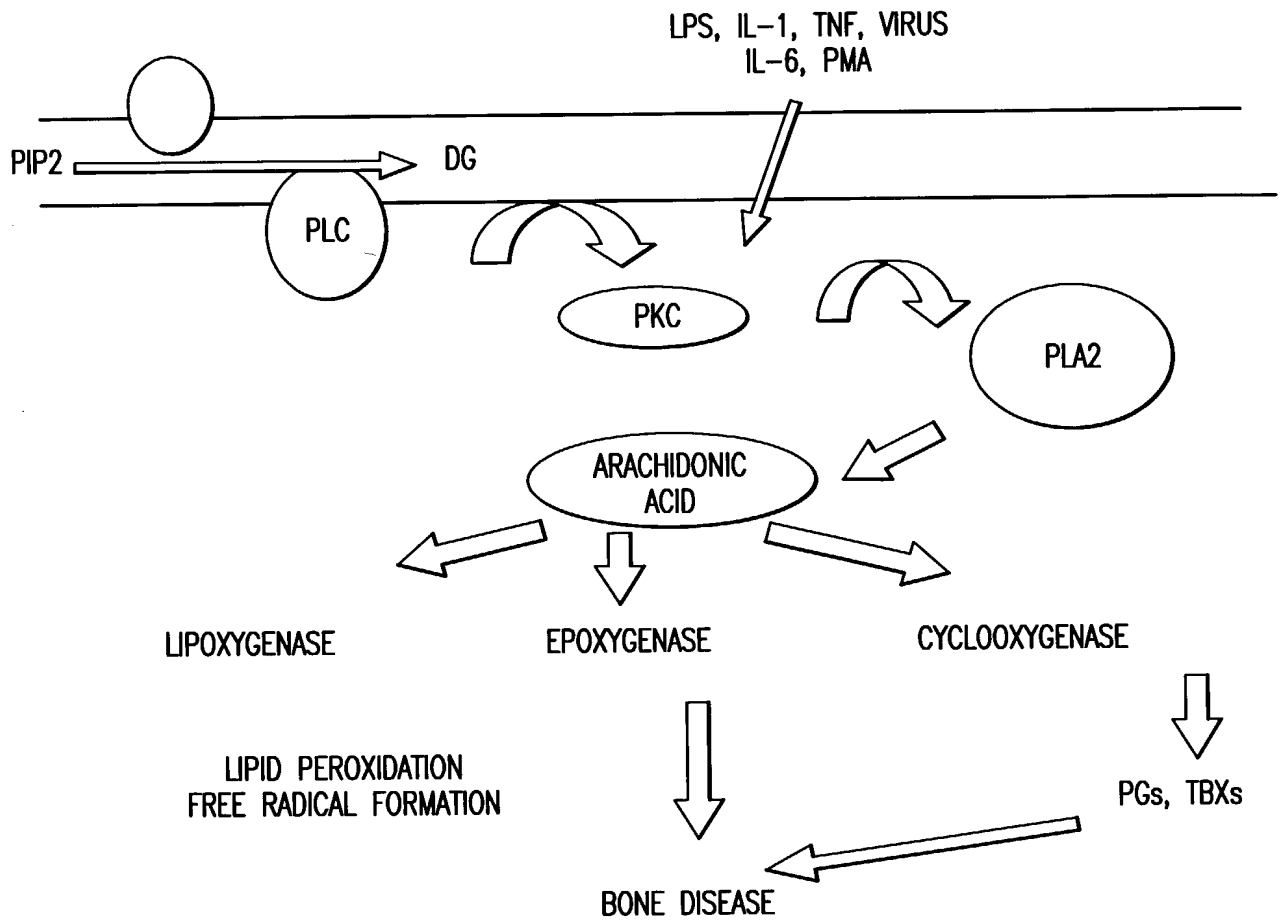 LPS, IL-1, TNF, VIRUS
IL-6, PMA
PIP2
DG
PLC
PKC
PLA2
ARACHIDONIC
ACID
LIPOXYGENASE
EPOXYGENASE
CYCLOOXYGENASE
LIPID PEROXIDATION
FREE RADICAL FORMATION
PGs, TBXs
BONE DISEASE